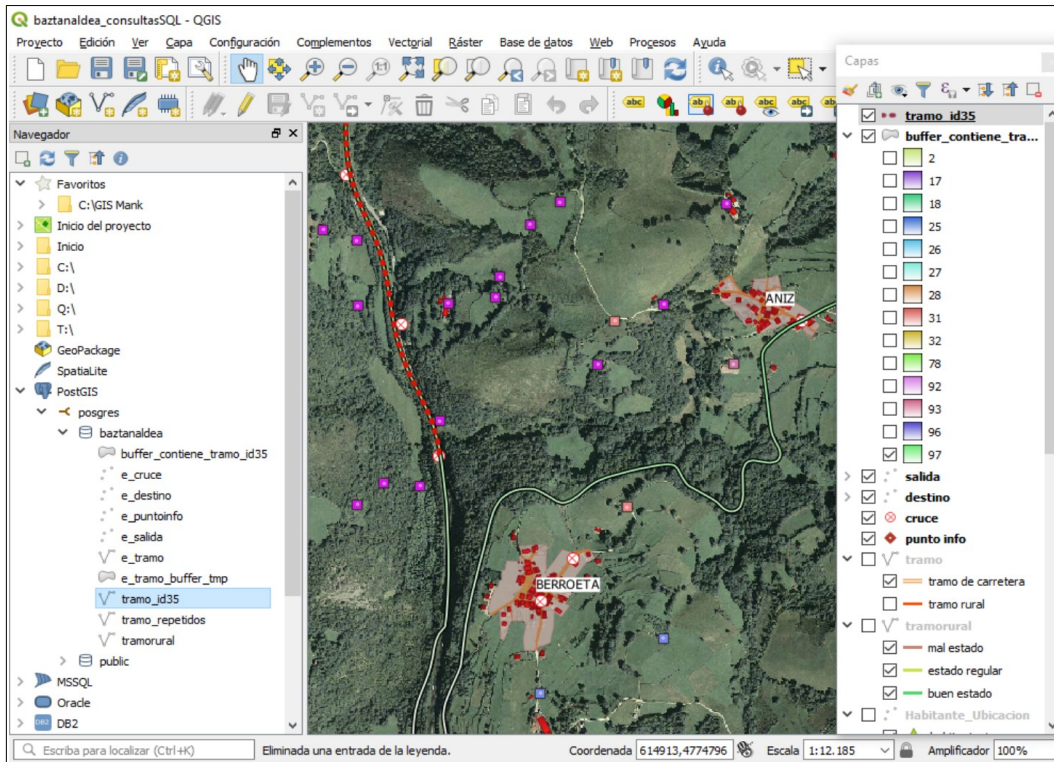 baztanaldea_consultasSQL - QGIS
Proyecto Edición Ver Capa Configuración Complementos Vectorial Ráster Base de datos Web Procesos Ayuda
Capas
Navegador
Favoritos
C:\GIS Mank
Inicio del proyecto
Inicio
C:\
D:\
Q:\
T:\
GeoPackage
SpatiaLite
PostGIS
posgres
baztanaldea
buffer_contiene_tramo_id35
e_cruce
e_destino
e_puntoinfo
e_salida
e_tramo
e_tramo_buffer_tmp
tramo_id35
tramo_repetidos
tramorural
public
MSSQL
Oracle
DB2
ANIZ
BERROETA
tramo_id35
buffer_contiene_tra...
2
17
18
25
26
27
28
31
32
78
92
93
96
97
salida
destino
cruce
punto info
tramo
tramo de carretera
tramo rural
tramorural
mal estado
estado regular
buen estado
Habitante_Ubicacion
Escriba para localizar (Ctrl+K) Eliminada una entrada de la leyenda. Coordenada 614913,4774796 Escala 1:12.185 Amplificador 100%